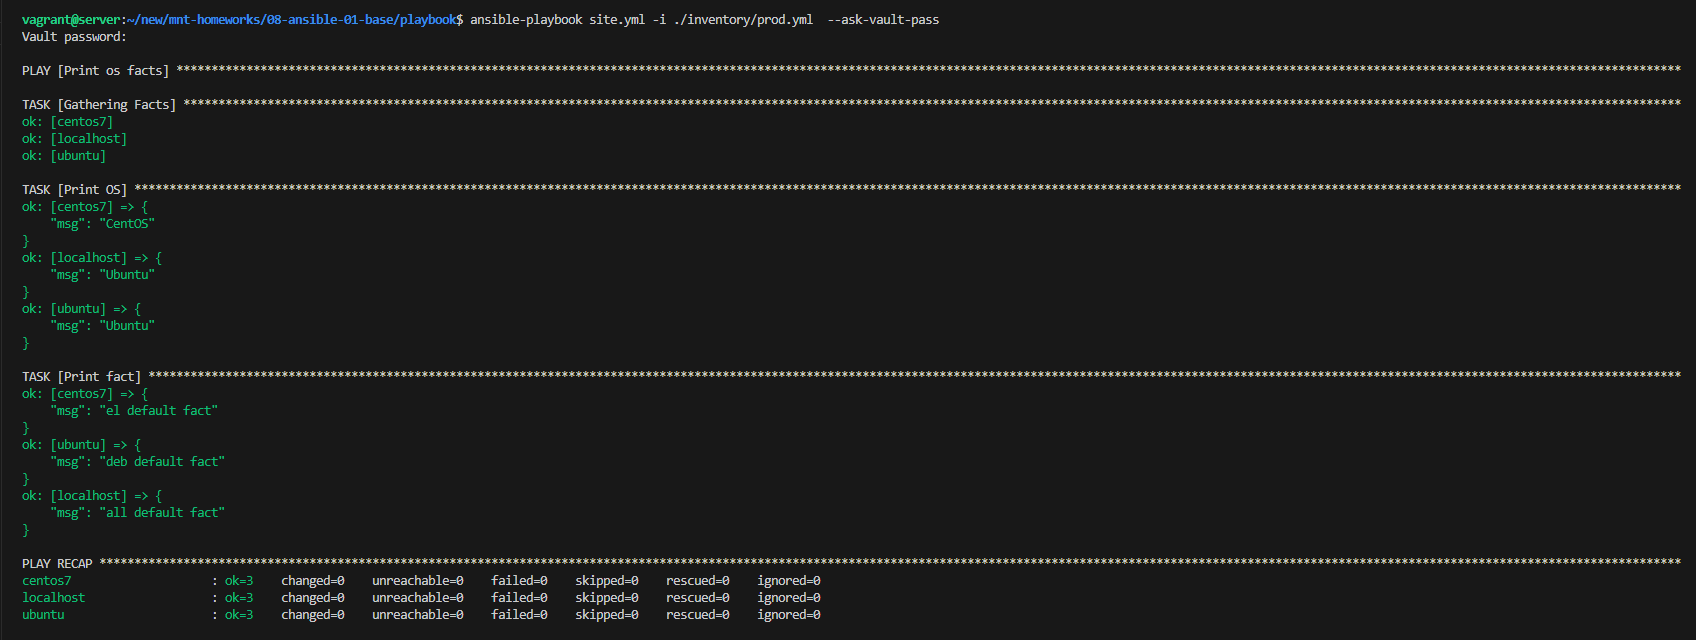 vagrant@server:~/new/mnt-homeworks/08-ansible-01-base/playbook$ ansible-playbook site.yml -i ./inventory/prod.yml  --ask-vault-pass
Vault password:
PLAY [Print os facts] ****************************************************************************************************************************************************************************************************************
TASK [Gathering Facts] ***************************************************************************************************************************************************************************************************************
ok: [centos7]
ok: [localhost]
ok: [ubuntu]
TASK [Print OS] **********************************************************************************************************************************************************************************************************************
ok: [centos7] => {
    "msg": "CentOS"
}
ok: [localhost] => {
    "msg": "Ubuntu"
}
ok: [ubuntu] => {
    "msg": "Ubuntu"
}
TASK [Print fact] ********************************************************************************************************************************************************************************************************************
ok: [centos7] => {
    "msg": "el default fact"
}
ok: [ubuntu] => {
    "msg": "deb default fact"
}
ok: [localhost] => {
    "msg": "all default fact"
}
PLAY RECAP ***************************************************************************************************************************************************************************************************************************
centos7                    : ok=3    changed=0    unreachable=0    failed=0    skipped=0    rescued=0    ignored=0
localhost                  : ok=3    changed=0    unreachable=0    failed=0    skipped=0    rescued=0    ignored=0
ubuntu                     : ok=3    changed=0    unreachable=0    failed=0    skipped=0    rescued=0    ignored=0